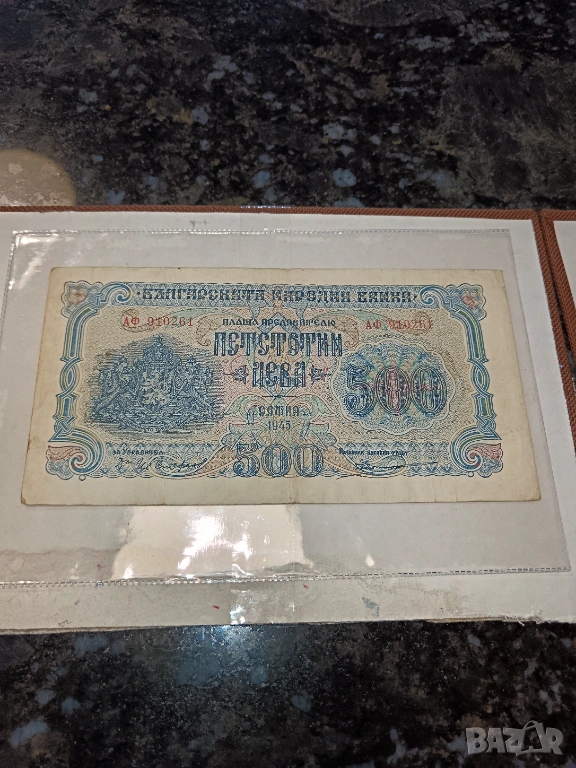 БЪЛГАРСКАТА НАРОДНА БАНКА
АФ 910261
ПЛАЩА ПРЕДЯВИТЕЛЮ
АФ 910261
ПЕТСТОТИН
ЛЕВА
500
СОФИЯ
1945
500
BAZAR